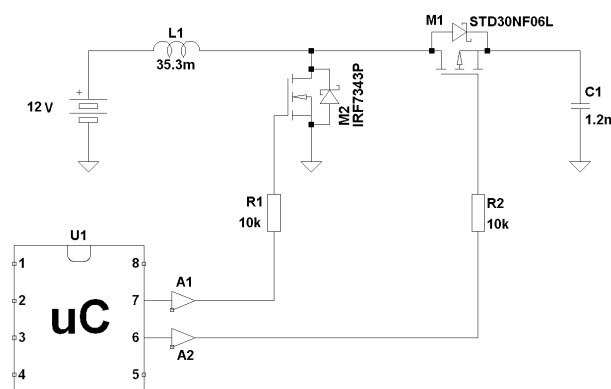 M1
STD30NF06L
L1
35.3m
12 V
+
M2
IRF7343P
C1
1.2m
R1
10k
R2
10k
U1
1
8
A1
2
7
uC
3
6
A2
4
5